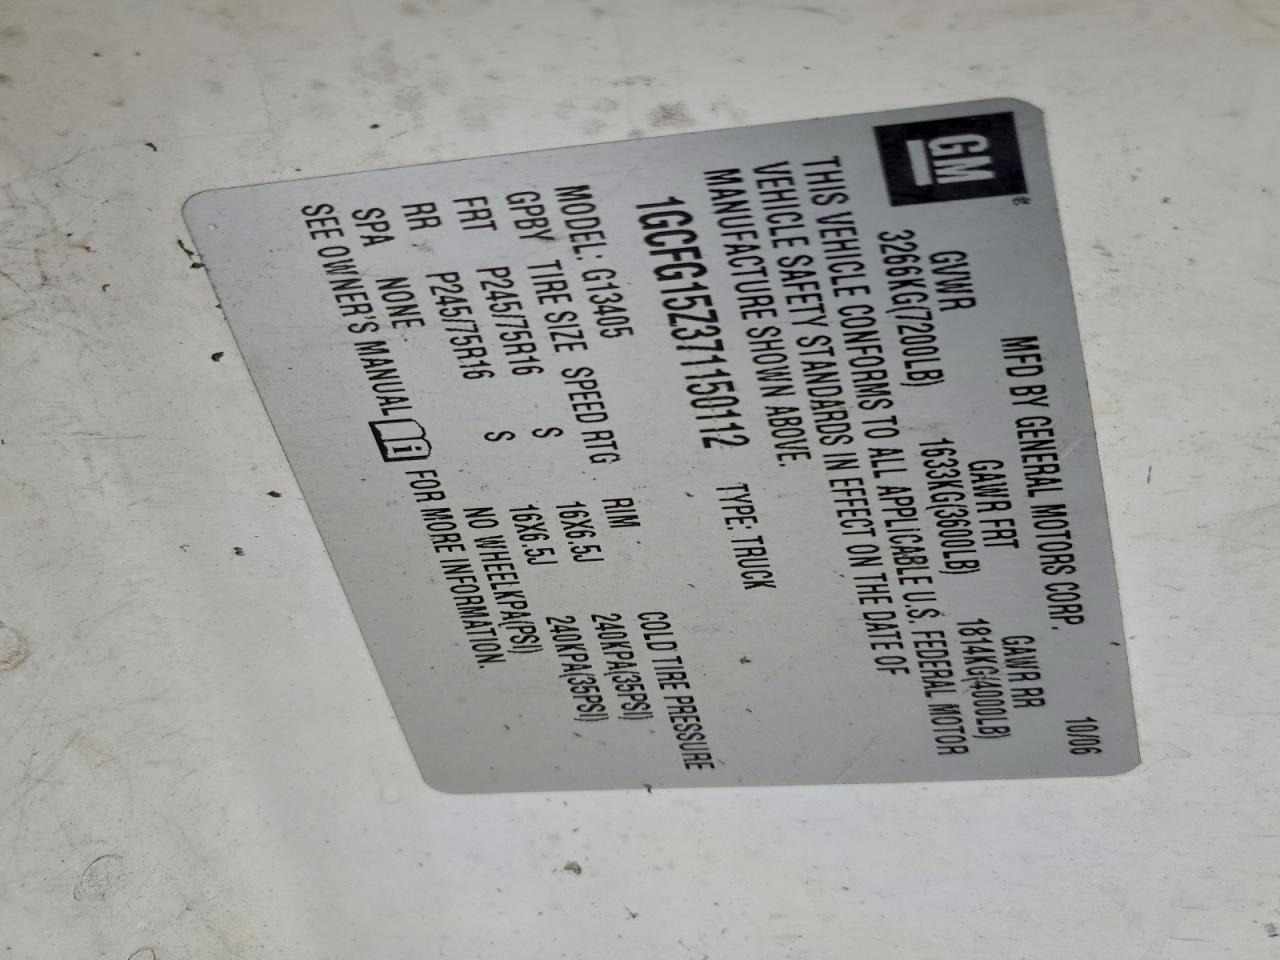 GM
MFD BY GENERAL MOTORS CORP. 10/06
GVWR GAWR FRT GAWR RR
3266KG(7200LB) 1633KG(3600LB) 1814KG(4000LB)
THIS VEHICLE CONFORMS TO ALL APPLICABLE U.S. FEDERAL MOTOR
VEHICLE SAFETY STANDARDS IN EFFECT ON THE DATE OF
MANUFACTURE SHOWN ABOVE.
1GCFG15Z371150112 TYPE: TRUCK
MODEL: G13405
GPBY TIRE SIZE SPEED RTG RIM COLD TIRE PRESSURE
FRT P245/75R16 S 16X6.5J 240KPA(35PSI)
RR P245/75R16 S 16X6.5J 240KPA(35PSI)
SPA NONE NO WHEELKPA(PSI)
SEE OWNER'S MANUAL i FOR MORE INFORMATION.